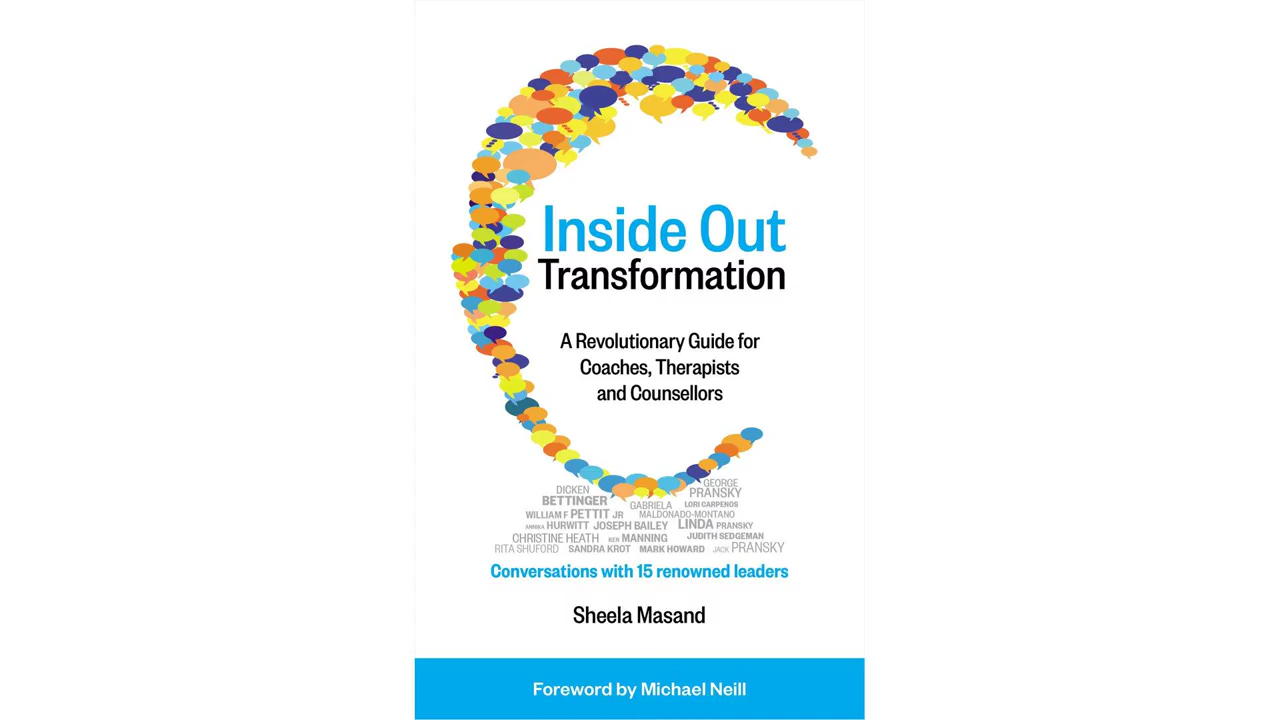 Inside Out
Transformation
A Revolutionary Guide for
Coaches, Therapists
and Counsellors
DICKEN
BETTINGER
GEORGE
PRANSKY
GABRIELA
MALDONADO-MONTANO
LORI CARPENOS
WILLIAM F PETTIT JR
ANNIKA HURWITT JOSEPH BAILEY LINDA PRANSKY
CHRISTINE HEATH KEN MANNING JUDITH SEDGEMAN
RITA SHUFORD SANDRA KROT MARK HOWARD JACK PRANSKY
Conversations with 15 renowned leaders
Sheela Masand
Foreword by Michael Neill